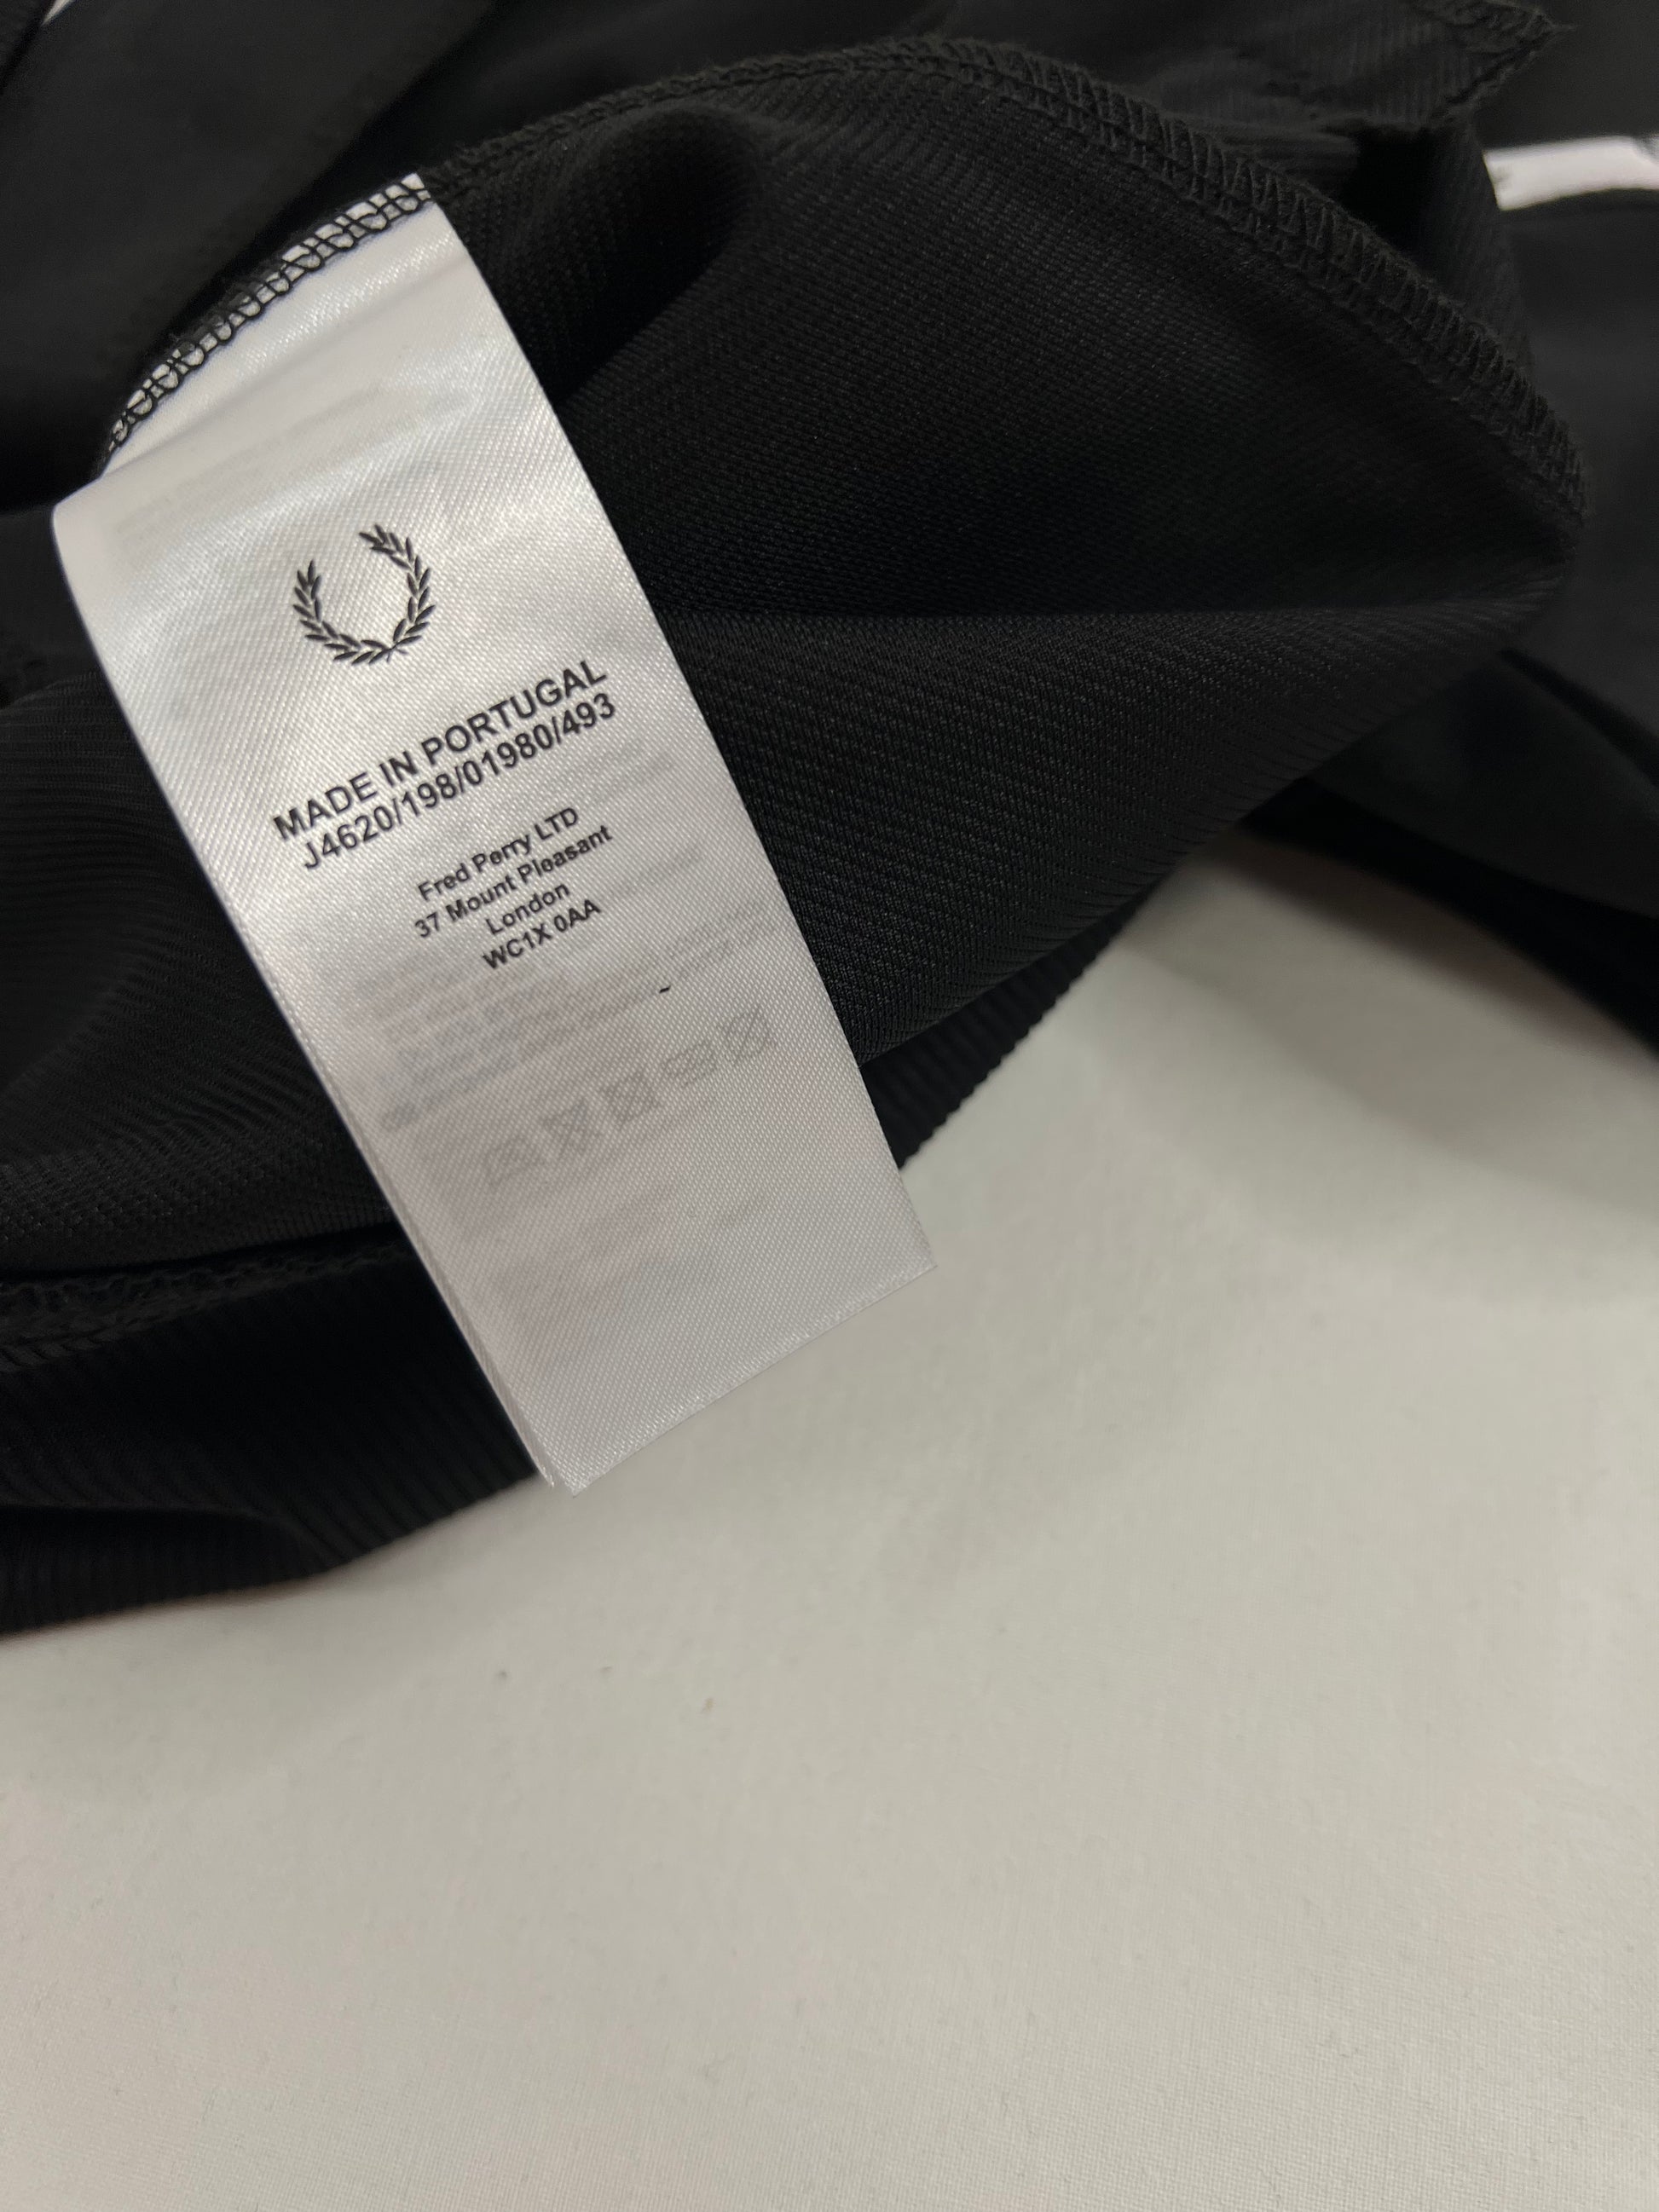 MADE IN PORTUGAL
J4620/198/01980/493
Fred Perry LTD
37 Mount Pleasant
London
WC1X 0AA